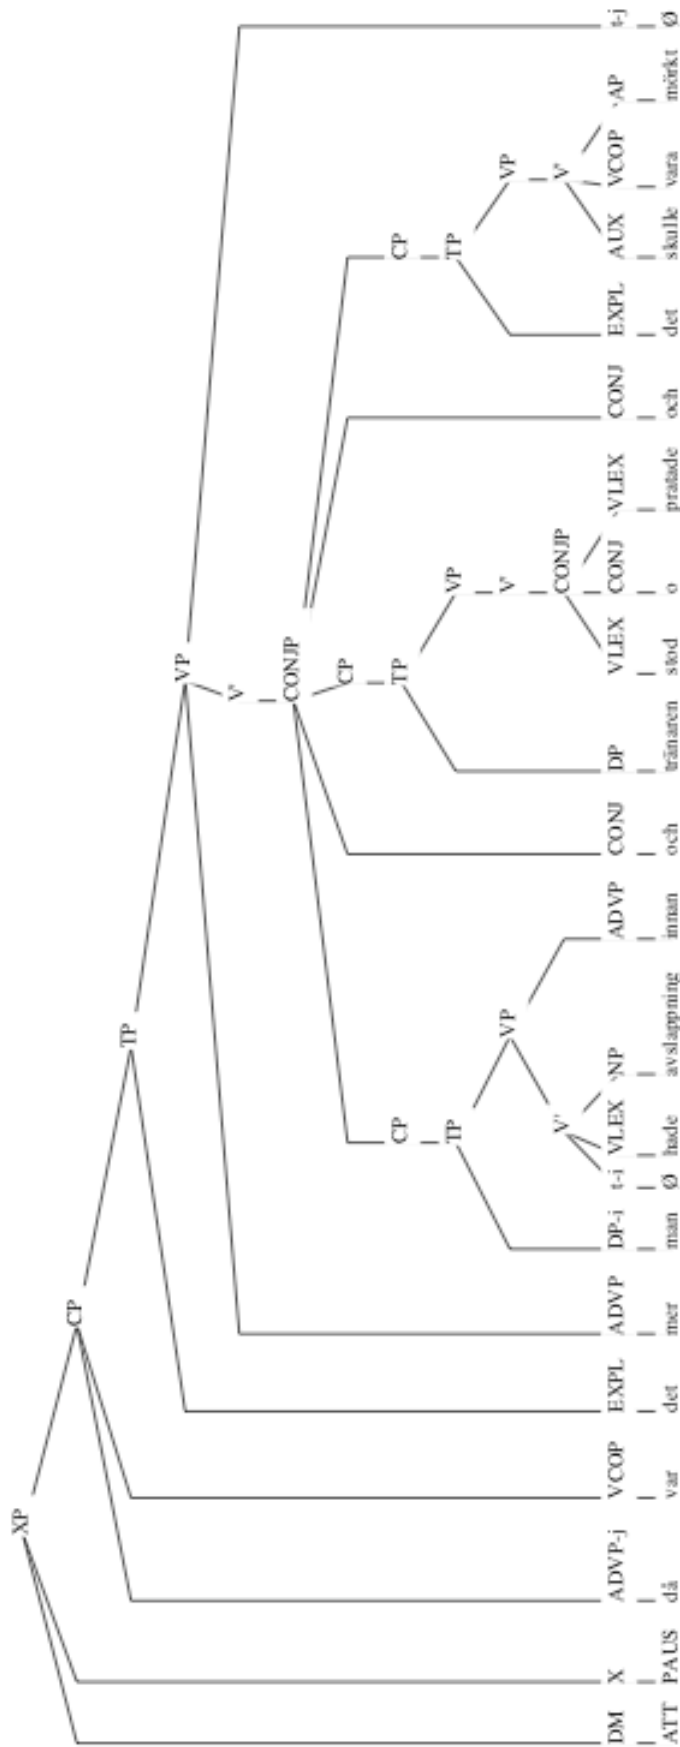 XP
CP
TP
VP
V'
CONJP
CP
CP TP CP
TP VP TP
VP V' VP
V' CONJP V'
DM X ADVP-j VCOP EXPL ADVP DP-i t-i VLEX `NP ADVP CONJ DP VLEX CONJ `VLEX CONJ EXPL AUX VCOP `AP t-j
ATT PAUS då var det mer man Ø hade avslappning innan och tränaren stod o pratade och det skulle vara mörkt Ø